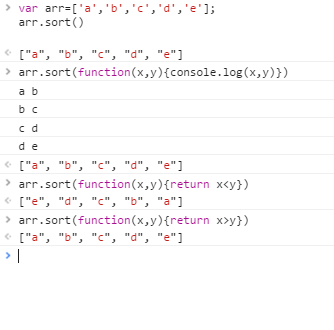 > var arr=['a','b','c','d','e'];
arr.sort()
["a", "b", "c", "d", "e"]
> arr.sort(function(x,y){console.log(x,y)})
a b
b c
c d
d e
["a", "b", "c", "d", "e"]
> arr.sort(function(x,y){return x<y})
["e", "d", "c", "b", "a"]
> arr.sort(function(x,y){return x>y})
["a", "b", "c", "d", "e"]
>